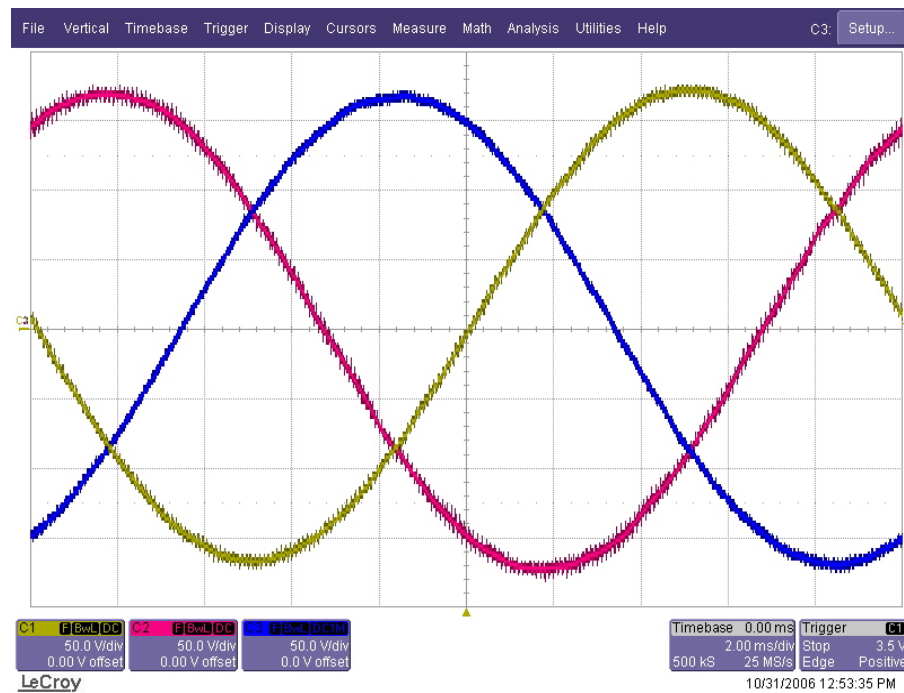 File Vertical Timebase Trigger Display Cursors Measure Math Analysis Utilities Help C3: Setup...
C3
C1 F BwL DC C2 F BwL DC F BwL
50.0 V/div 50.0 V/div 50.0 V/div
0.00 V offset 0.00 V offset 0.0 V offset
Timebase 0.00 ms Trigger C1
2.00 ms/div Stop 3.5 V
500 kS 25 MS/s Edge Positive
LeCroy 10/31/2006 12:53:35 PM